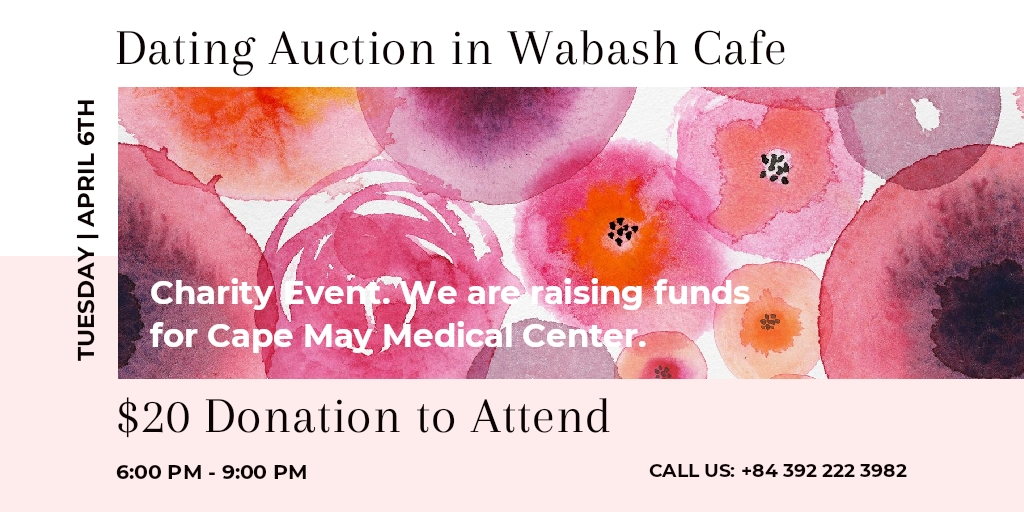 Dating Auction in Wabash Cafe
TUESDAY | APRIL 6TH
Charity Event. We are raising funds
for Cape May Medical Center.
$20 Donation to Attend
6:00 PM - 9:00 PM
CALL US: +84 392 222 3982